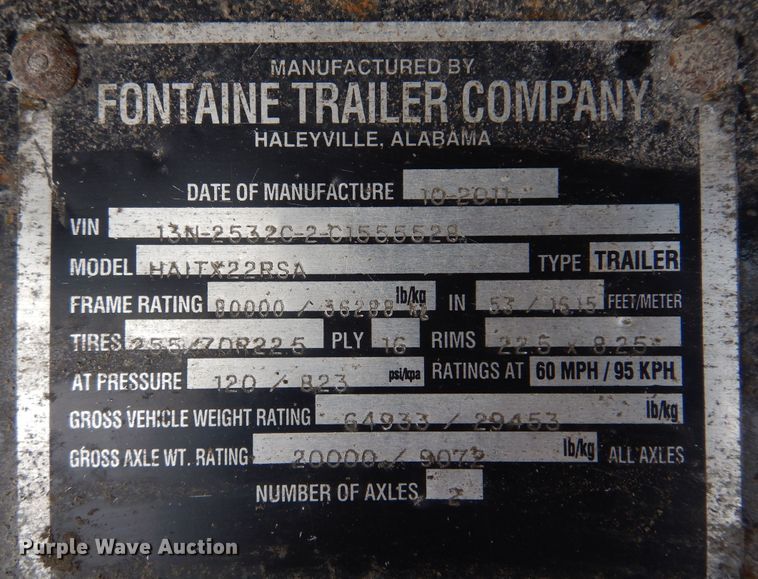 MANUFACTURED BY
FONTAINE TRAILER COMPANY
HALEYVILLE, ALABAMA
DATE OF MANUFACTURE 10-2011
VIN 13N-2532C-2-C1555528
MODEL HAITX22RSA
FRAME RATING 80000 / 36288 lb/kg IN 53 / 16.15 FEET/METER
TIRES 255/70R22.5 PLY 16 RIMS 22.5 x 8.25"
AT PRESSURE 120 / 823 psi/kpa RATINGS AT 60 MPH / 95 KPH
GROSS VEHICLE WEIGHT RATING 64933 / 29453 lb/kg
GROSS AXLE WT. RATING 20000 / 9072 lb/kg ALL AXLES
NUMBER OF AXLES 2
Purple Wave Auction